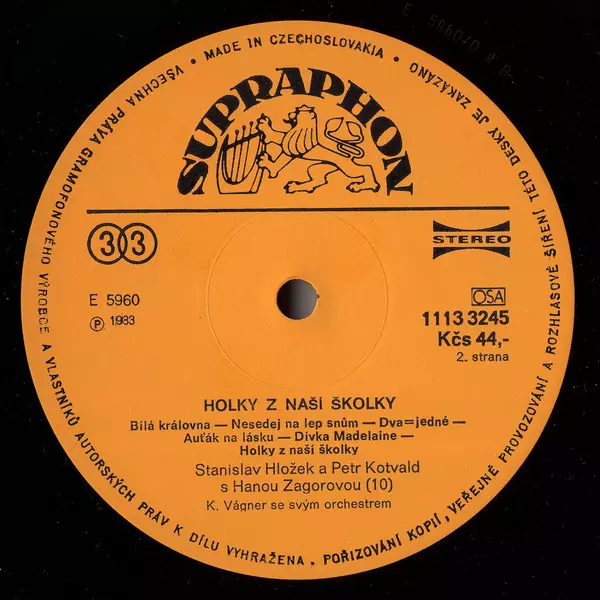 VŠECHNA PRÁVA GRAMOFONOVÉHO VÝROBCE A VLASTNÍKŮ AUTORSKÝCH PRÁV K DÍLU VYHRAŽENA. POŘIZOVÁNÍ KOPIÍ, VEŘEJNÉ PROVOZOVÁNÍ A ROZHLASOVÉ ŠÍŘENÍ TÉTO DESKY JE ZAKÁZÁNO • MADE IN CZECHOSLOVAKIA •
SUPRAPHON
33
STEREO
E 5960
Ⓟ 1983
OSA
1113 3245
Kčs 44,-
2. strana
HOLKY Z NAŠÍ ŠKOLKY
Bílá královna — Nesedej na lep snům — Dva=jedné —
Auťák na lásku — Dívka Madelaine —
Holky z naší školky
Stanislav Hložek a Petr Kotvald
s Hanou Zagorovou (10)
K. Vágner se svým orchestrem